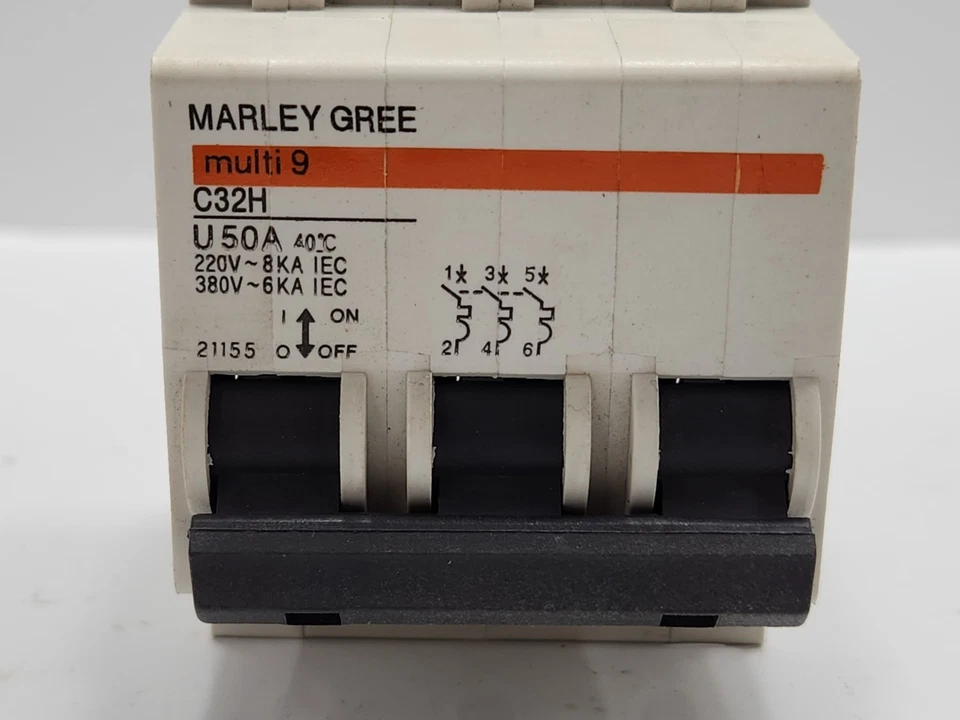 MARLEY GREE
multi 9
C32H
U 50A 40°C
220V~8KA IEC
380V~6KA IEC
I ON
21155 O OFF
1 3 5
2 4 6